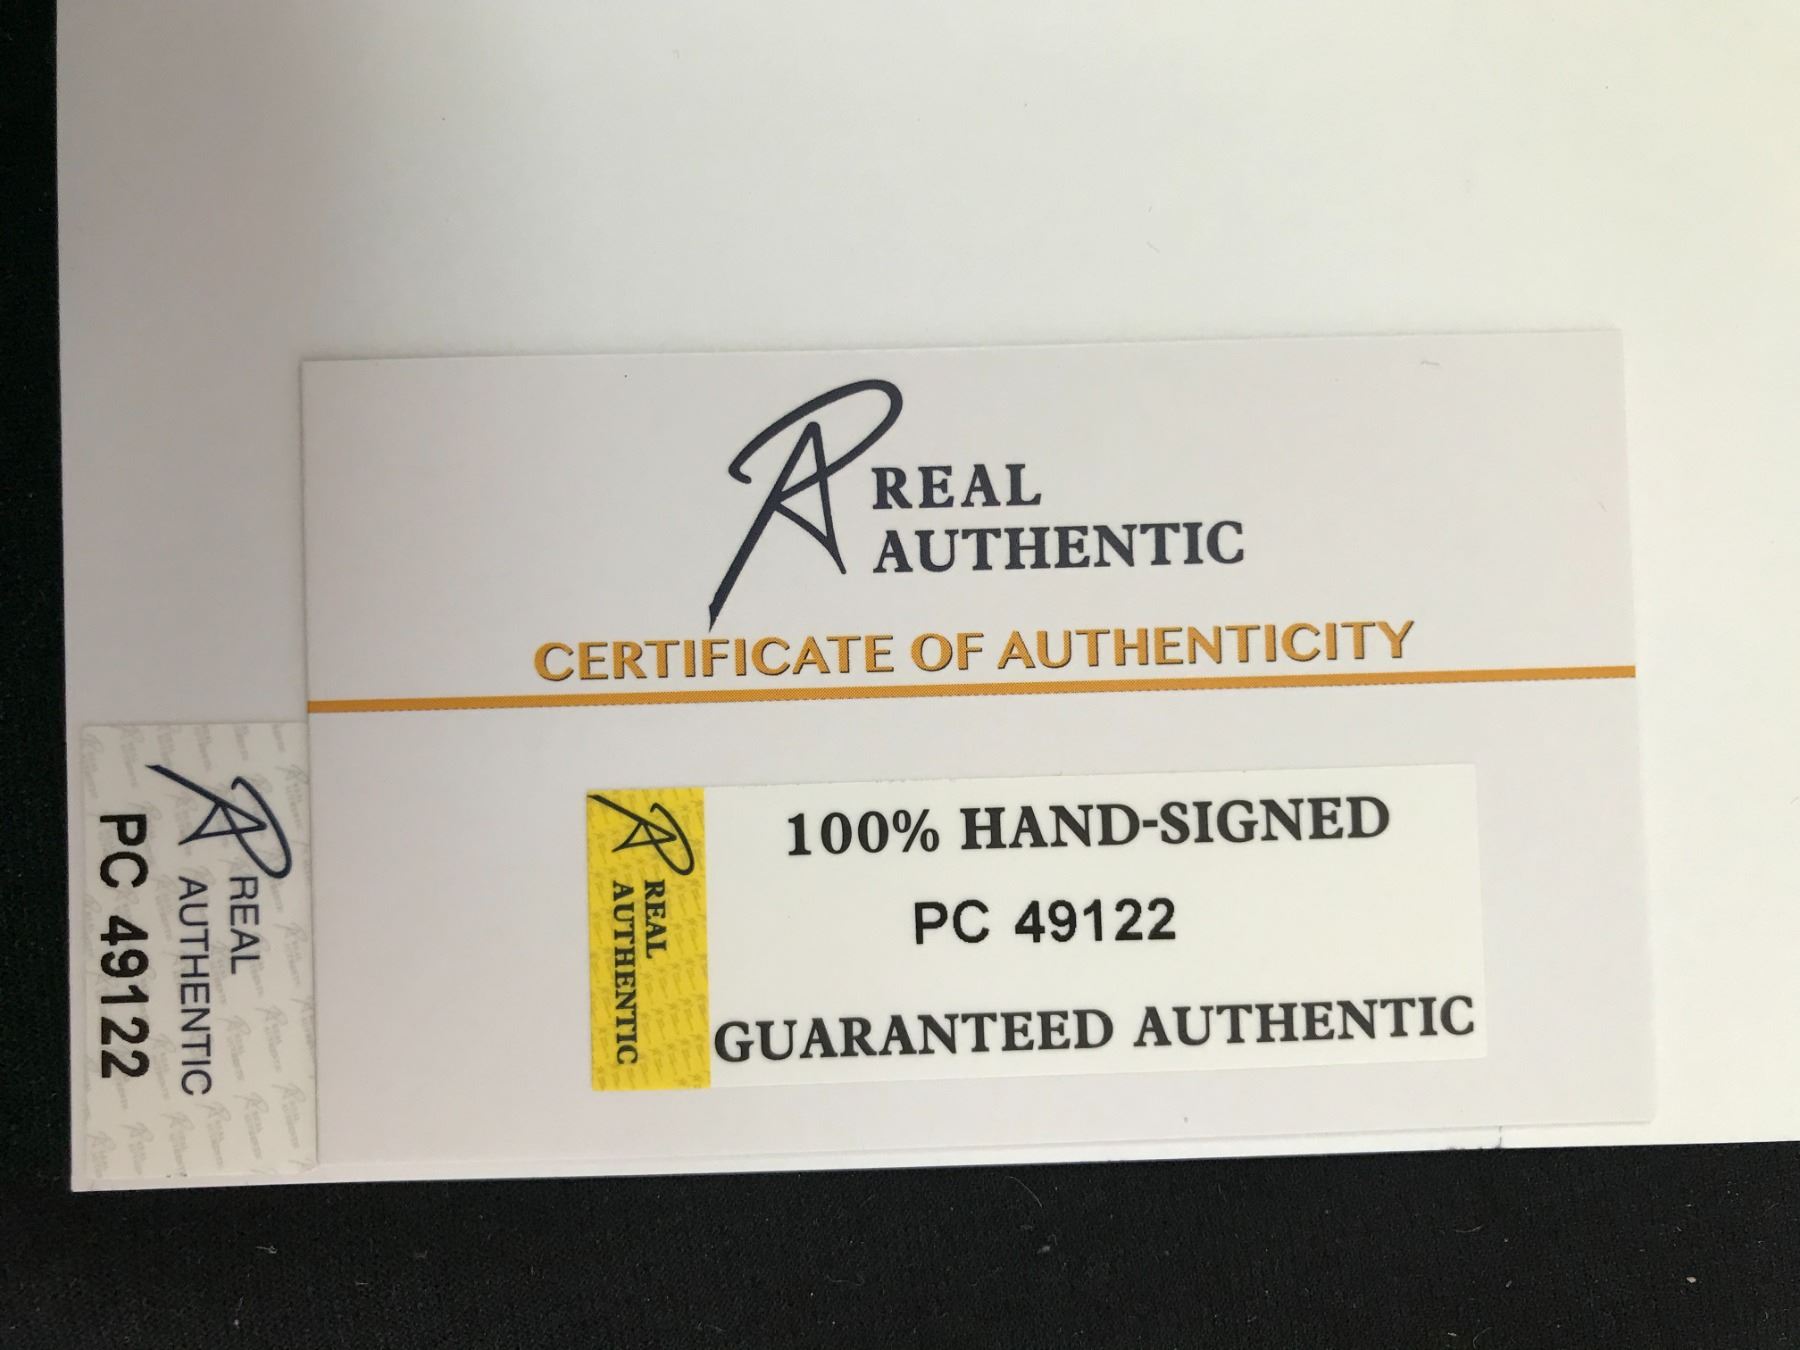 REAL
AUTHENTIC
CERTIFICATE OF AUTHENTICITY
REAL
AUTHENTIC
PC 49122
REAL
AUTHENTIC
100% HAND-SIGNED
PC 49122
GUARANTEED AUTHENTIC